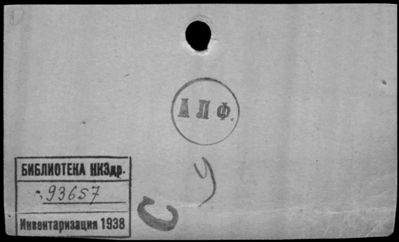 АЛФ.
У
С
БИБЛИОТЕКА НКЗдр.
93657
Инвентаризация 1938